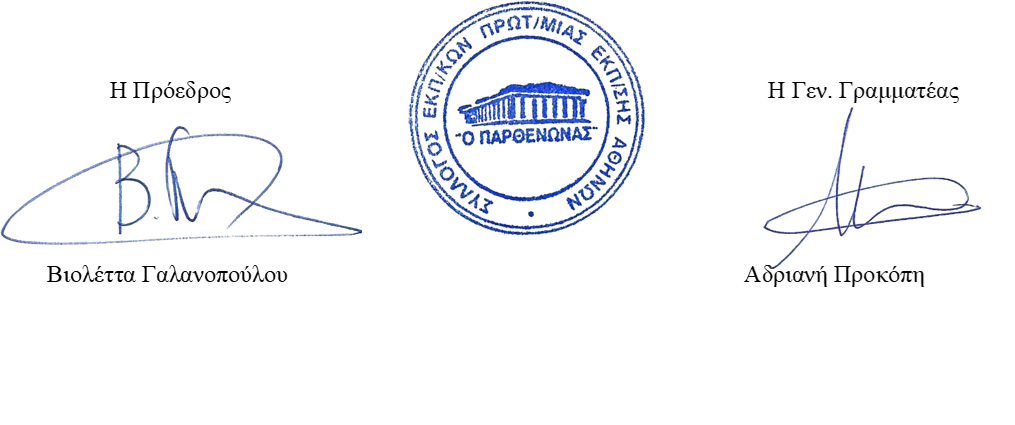 Η Πρόεδρος
ΣΥΛΛΟΓΟΣ ΕΚΠ/ΚΩΝ ΠΡΩΤ/ΜΙΑΣ ΕΚΠ/ΣΗΣ ΑΘΗΝΩΝ
"Ο ΠΑΡΘΕΝΩΝΑΣ"
Η Γεν. Γραμματέας
Β.
Βιολέττα Γαλανοπούλου
Αδριανή Προκόπη